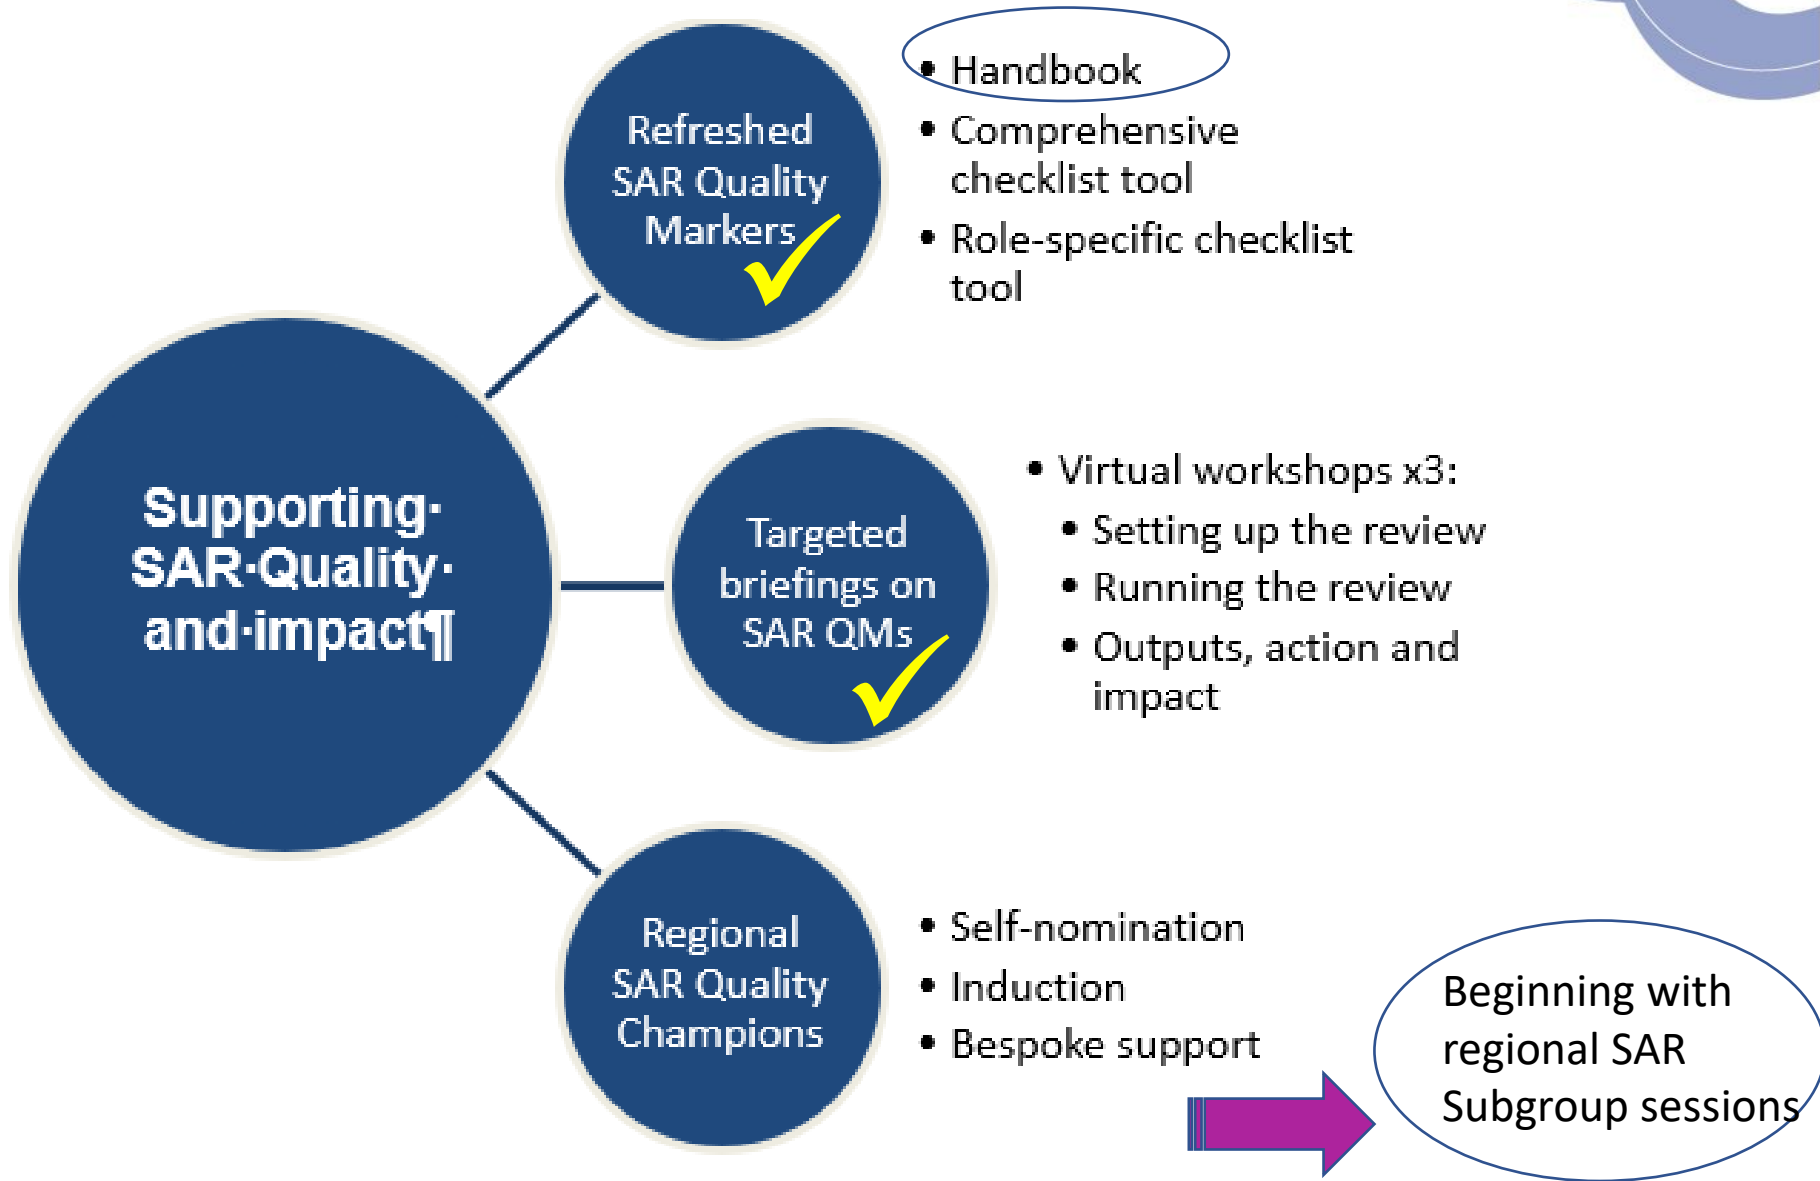 Refreshed
SAR Quality
Markers
• Handbook
• Comprehensive
checklist tool
• Role-specific checklist
tool
Supporting·
SAR·Quality·
and·impact¶
Targeted
briefings on
SAR QMs
• Virtual workshops x3:
• Setting up the review
• Running the review
• Outputs, action and
impact
Regional
SAR Quality
Champions
• Self-nomination
• Induction
• Bespoke support
Beginning with
regional SAR
Subgroup sessions